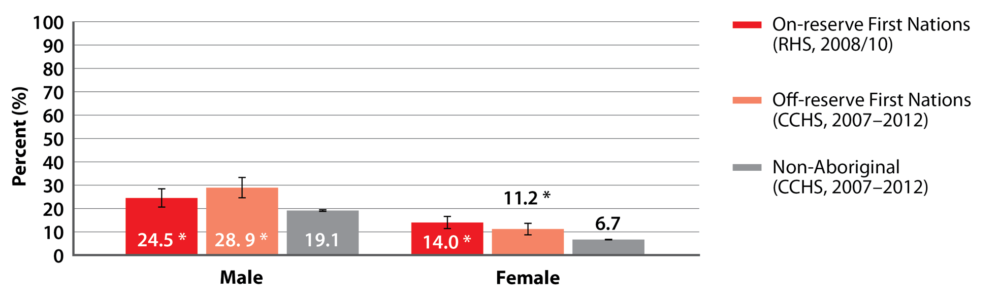 100
90
80
70
60
50
40
30
20
10
0
Percent (%)
24.5 *
28. 9 *
19.1
14.0 *
11.2 *
6.7
Male
Female
On-reserve First Nations
(RHS, 2008/10)
Off-reserve First Nations
(CCHS, 2007–2012)
Non-Aboriginal
(CCHS, 2007–2012)